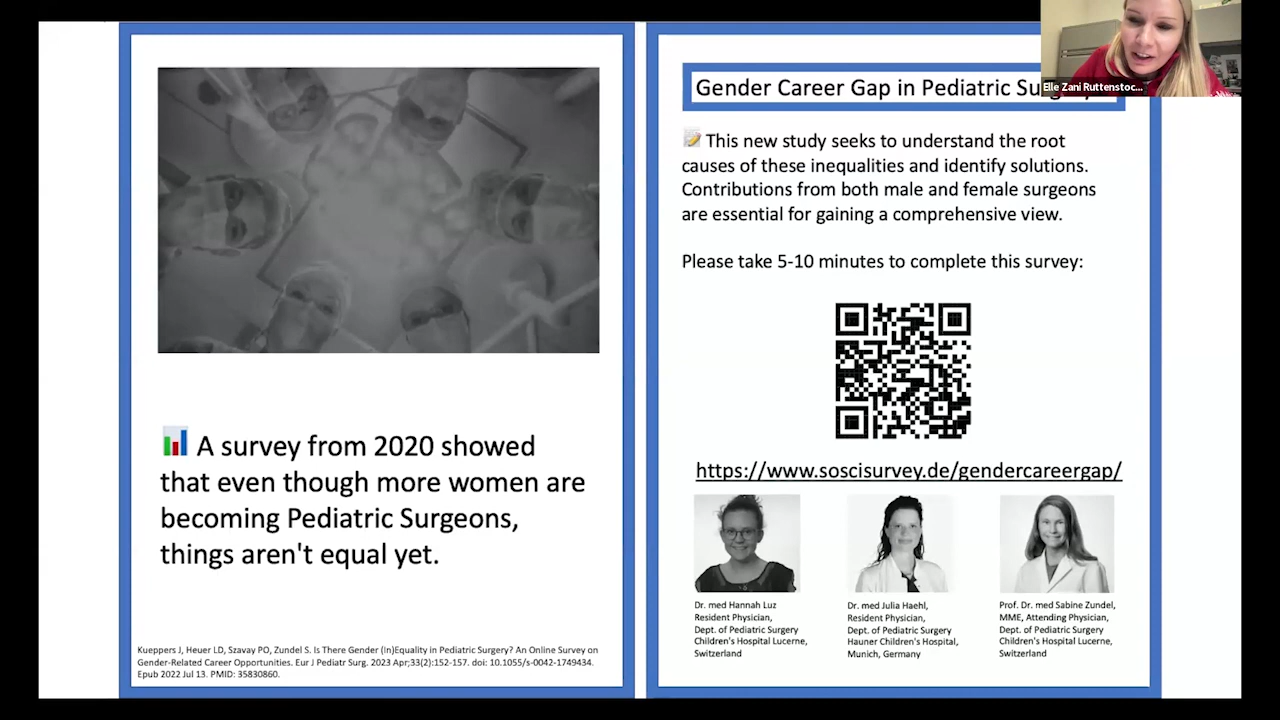 A survey from 2020 showed
that even though more women are
becoming Pediatric Surgeons,
things aren't equal yet.
Kueppers J, Heuer LD, Szavay PO, Zundel S. Is There Gender (In)Equality in Pediatric Surgery? An Online Survey on
Gender-Related Career Opportunities. Eur J Pediatr Surg. 2023 Apr;33(2):152-157. doi: 10.1055/s-0042-1749434.
Epub 2022 Jul 13. PMID: 35830860.
Gender Career Gap in Pediatric
This new study seeks to understand the root
causes of these inequalities and identify solutions.
Contributions from both male and female surgeons
are essential for gaining a comprehensive view.
Please take 5-10 minutes to complete this survey:
https://www.soscisurvey.de/gendercareergap/
Dr. med Hannah Luz
Resident Physician,
Dept. of Pediatric Surgery
Children's Hospital Lucerne,
Switzerland
Dr. med Julia Haehl,
Resident Physician,
Dept. of Pediatric Surgery
Hauner Children's Hospital,
Munich, Germany
Prof. Dr. med Sabine Zundel,
MME, Attending Physician,
Dept. of Pediatric Surgery
Children's Hospital Lucerne,
Switzerland
Elle Zani Ruttenstoc...